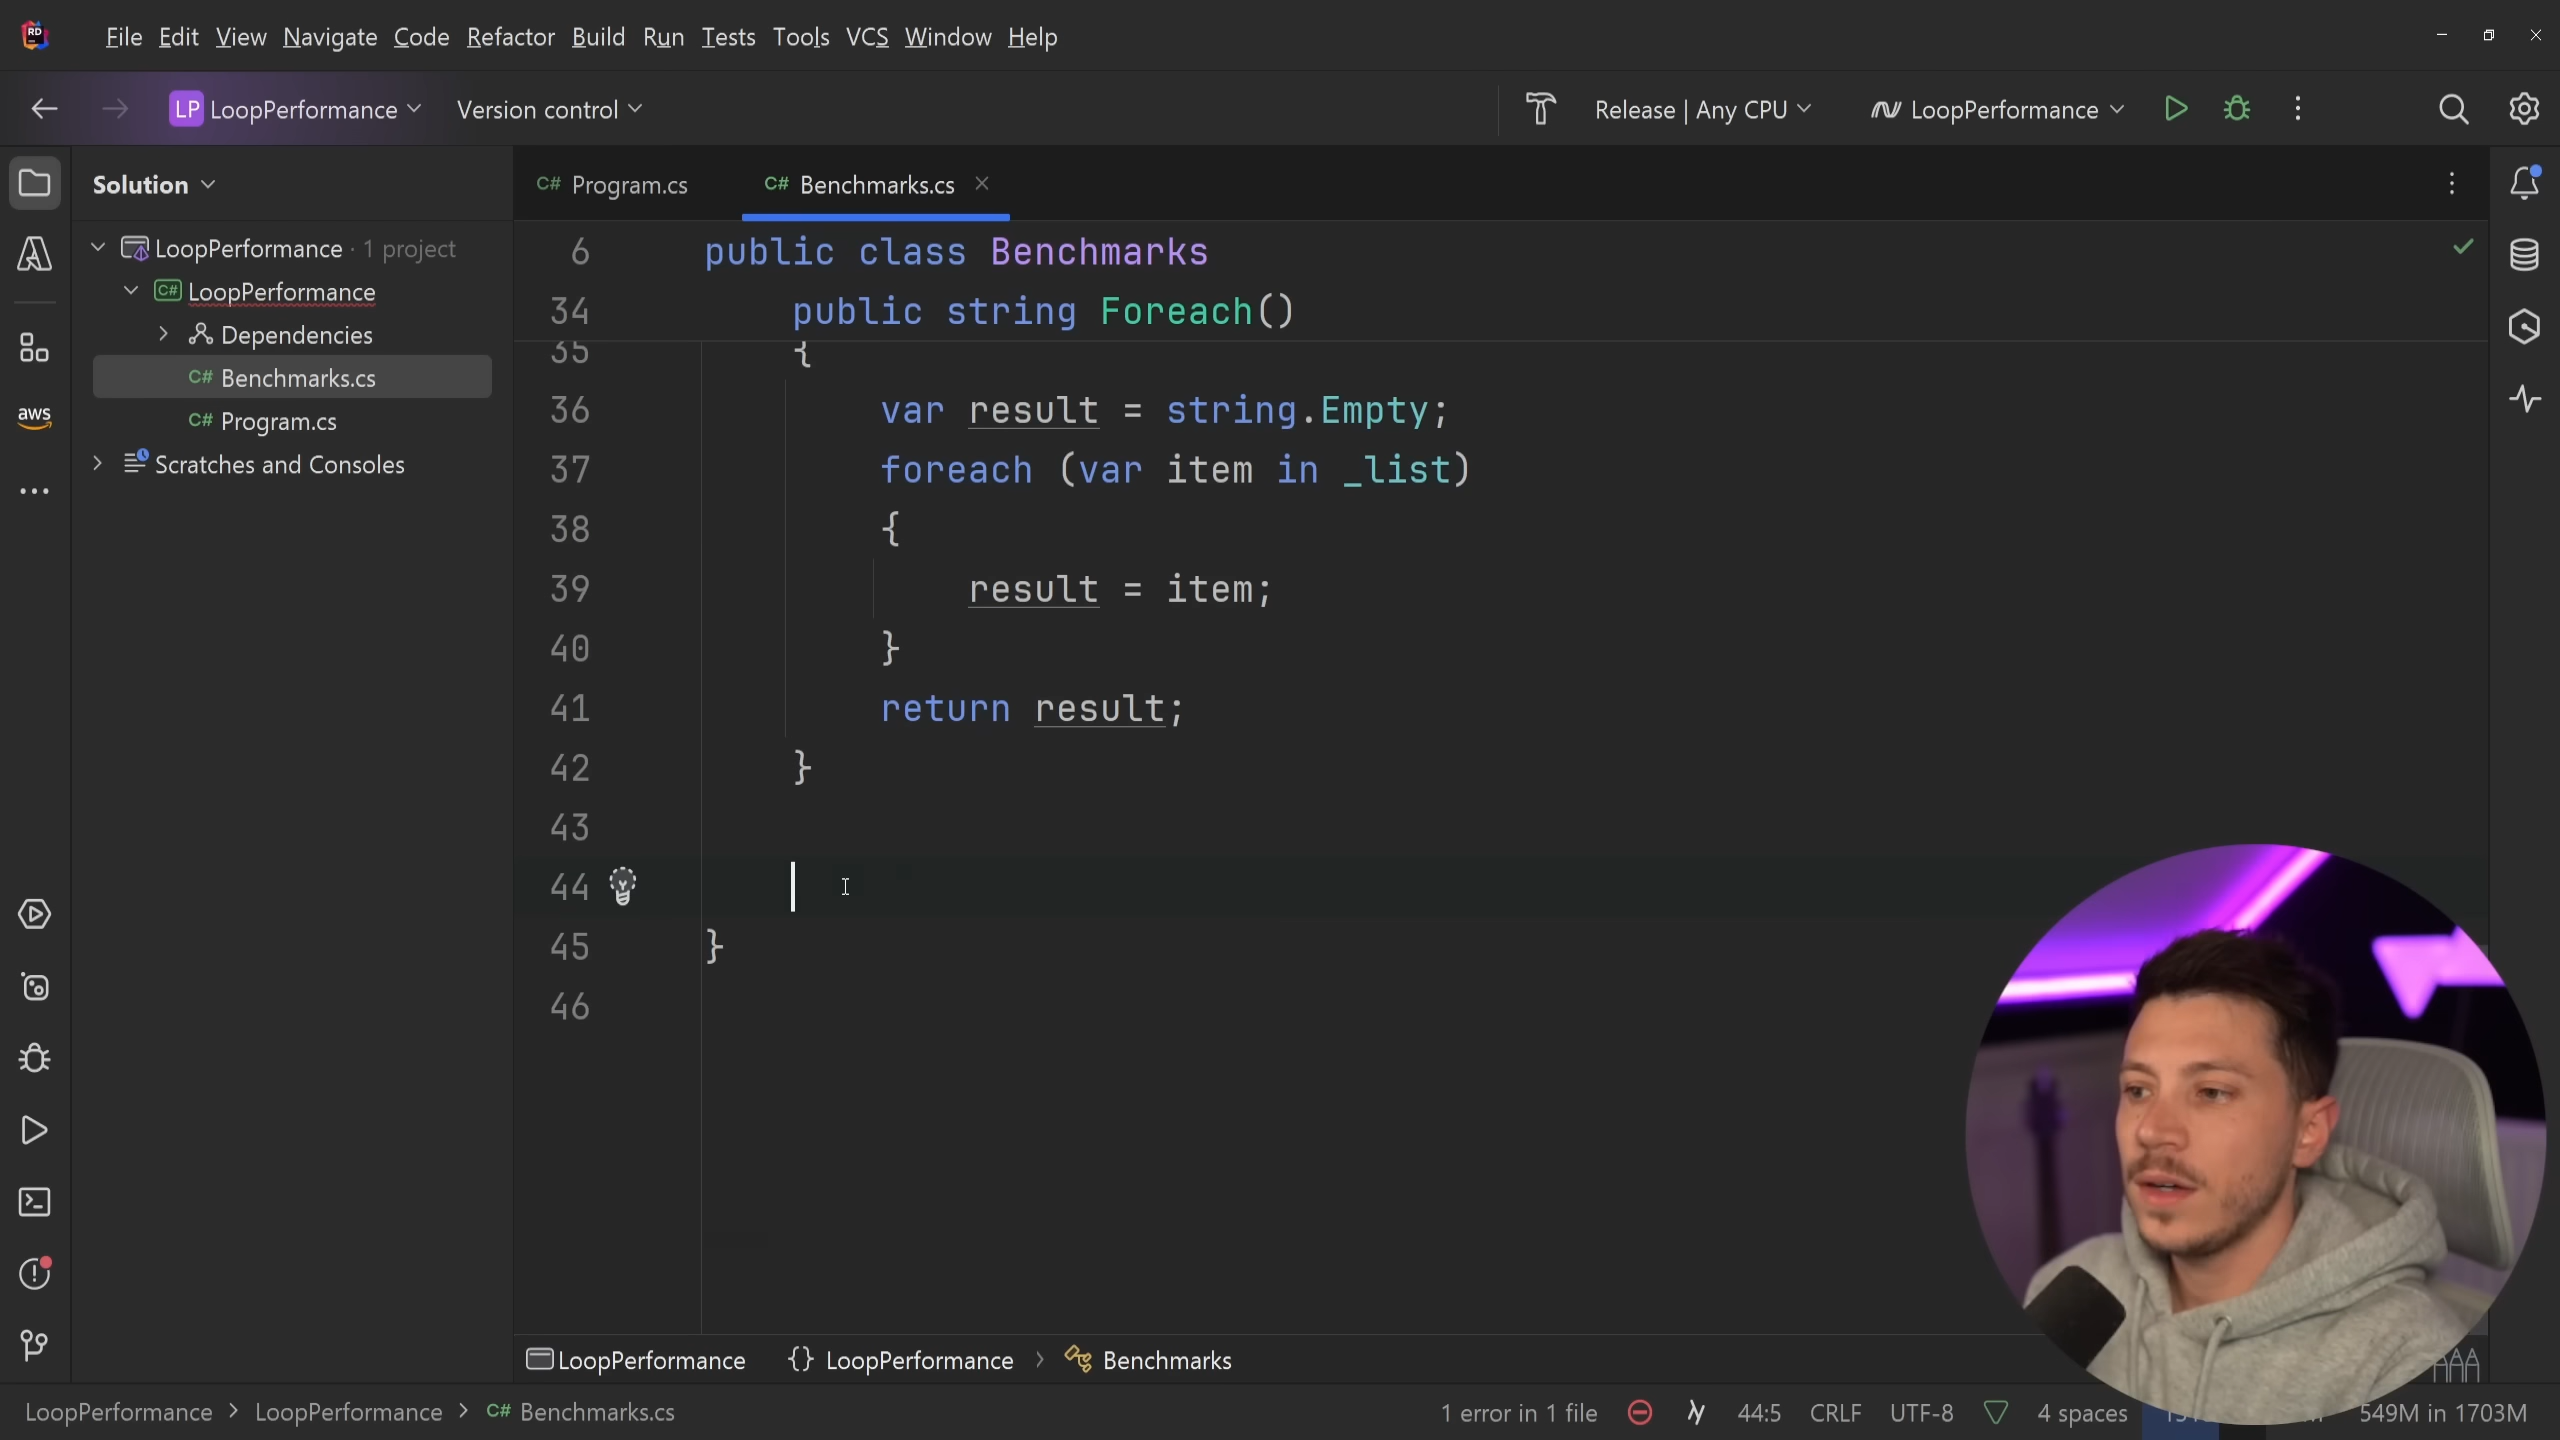 RD File Edit View Navigate Code Refactor Build Run Tests Tools VCS Window Help
LP LoopPerformance Version control Release | Any CPU LoopPerformance
Solution
C# Program.cs C# Benchmarks.cs
LoopPerformance · 1 project
C# LoopPerformance
Dependencies
C# Benchmarks.cs
C# Program.cs
Scratches and Consoles
aws
6 public class Benchmarks
34 public string Foreach()
35 {
36 var result = string.Empty;
37 foreach (var item in _list)
38 {
39 result = item;
40 }
41 return result;
42 }
43
44
45 }
46
LoopPerformance {} LoopPerformance > Benchmarks
LoopPerformance > LoopPerformance > C# Benchmarks.cs 1 error in 1 file 44:5 CRLF UTF-8 4 spaces 549M in 1703M